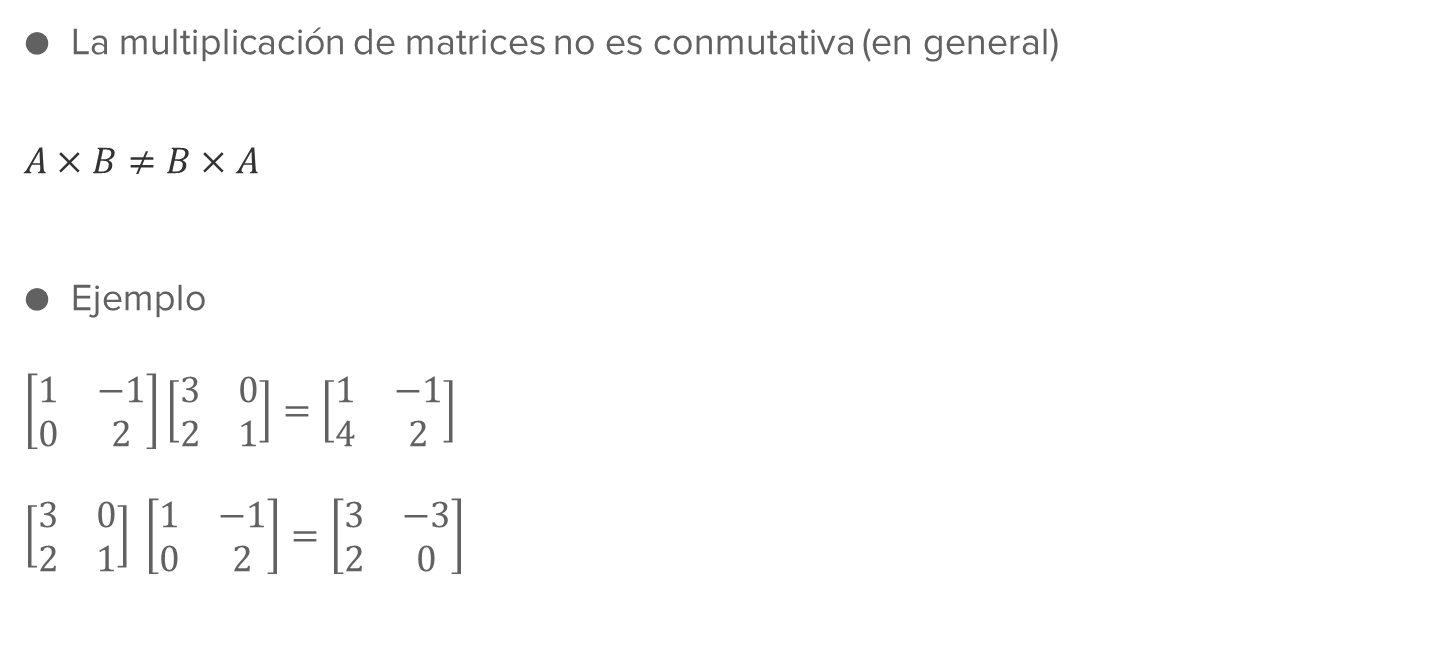 ● La multiplicación de matrices no es conmutativa (en general)
A × B ≠ B × A
● Ejemplo
[1 −1; 0 2] [3 0; 2 1] = [1 −1; 4 2]
[3 0; 2 1] [1 −1; 0 2] = [3 −3; 2 0]